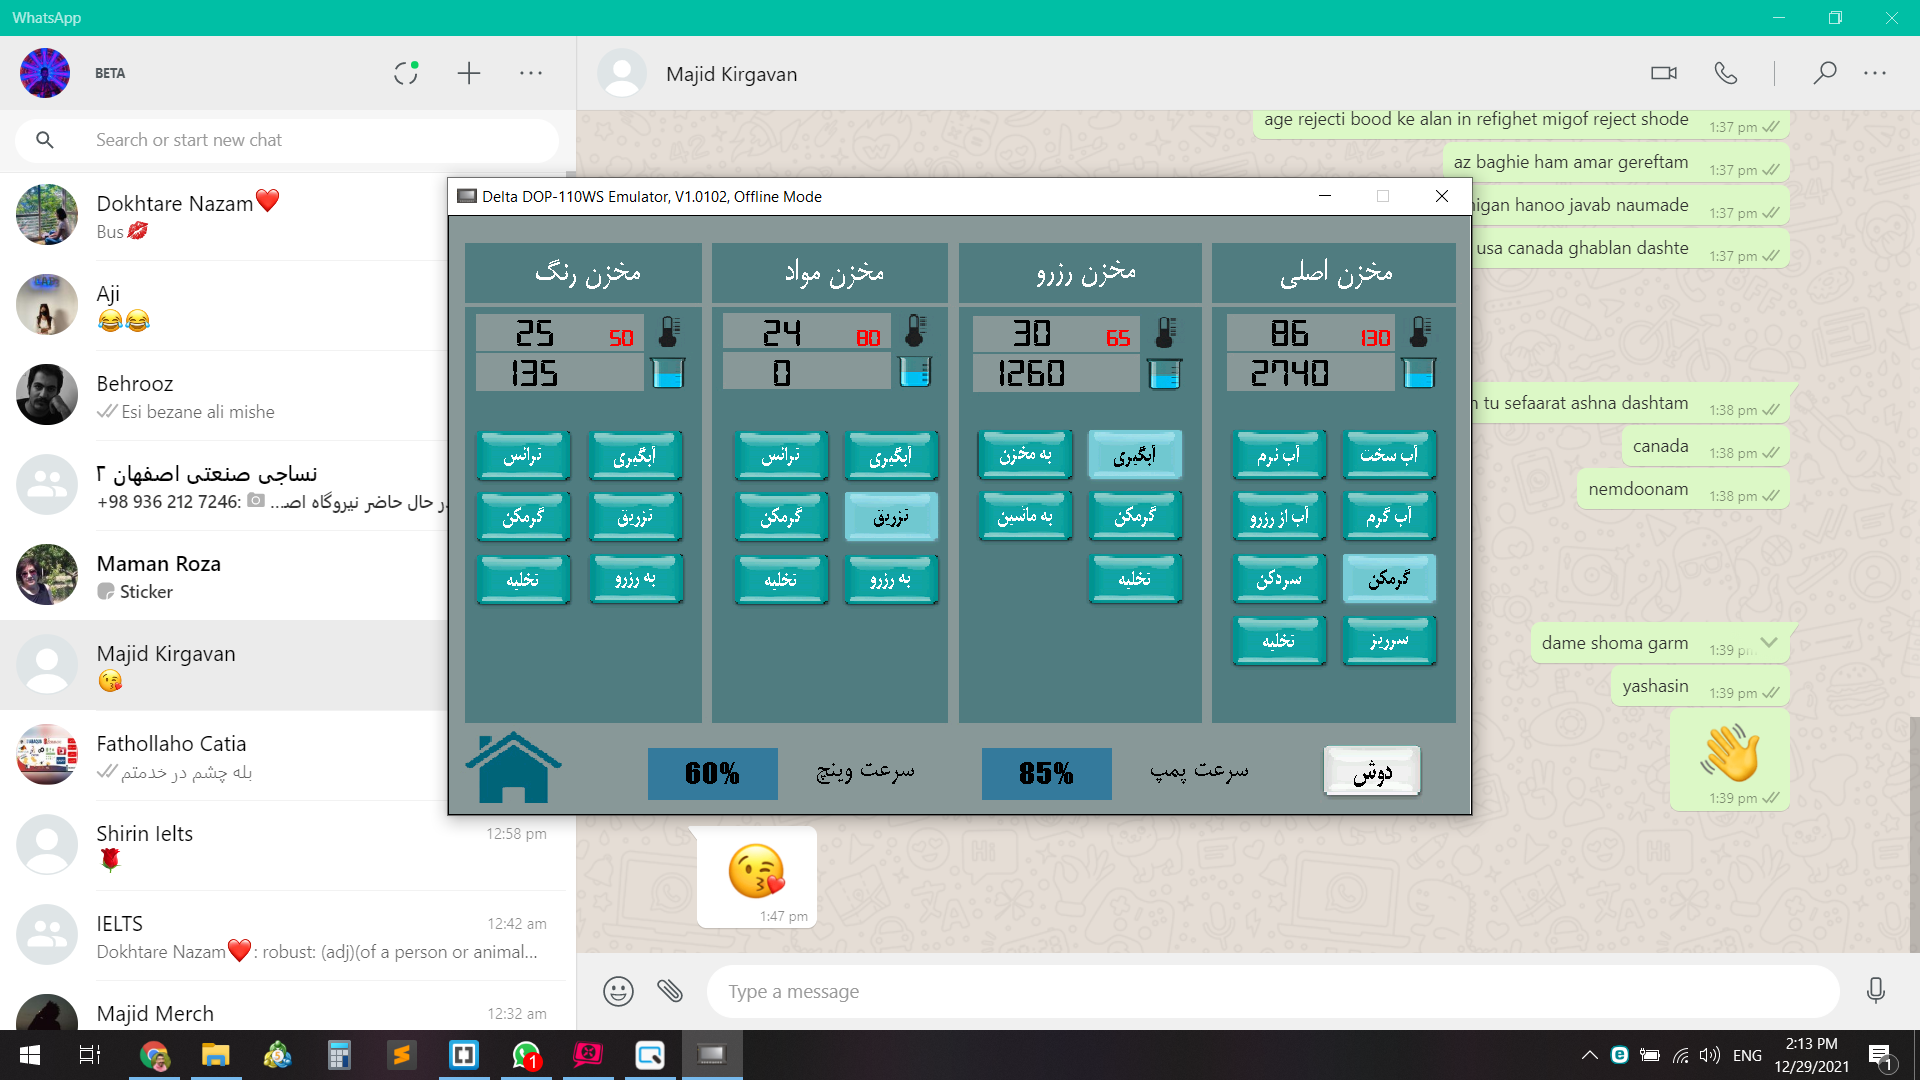 WhatsApp
BETA
Search or start new chat
Dokhtare Nazam❤️
Bus💋
Aji
😂😂
Behrooz
Esi bezane ali mishe
نساجی صنعتی اصفهان ۲
+98 936 212 7246: در حال حاضر نیروگاه اصـ...
Maman Roza
Sticker
Majid Kirgavan
😘
Fathollaho Catia
بله چشم در خدمتم
Shirin Ielts
12:58 pm
🌹
IELTS
12:42 am
Dokhtare Nazam❤️: robust: (adj)(of a person or animal...
Majid Merch
12:32 am
Majid Kirgavan
age rejecti bood ke alan in refighet migof reject shode
1:37 pm
az baghie ham amar gereftam
1:37 pm
hanoo javab naumade
1:37 pm
usa canada ghablan dashte
1:37 pm
tu sefaarat ashna dashtam
1:38 pm
canada
1:38 pm
nemdoonam
1:38 pm
dame shoma garm
1:39 pm
yashasin
1:39 pm
👋
1:39 pm
😘
1:47 pm
Type a message
Delta DOP-110WS Emulator, V1.0102, Offline Mode
مخزن رنگ
25 50
135
ترانس آبگیری
گرمکن تزریق
تخلیه به رزرو
مخزن مواد
24 80
0
ترانس آبگیری
گرمکن تزریق
تخلیه به رزرو
مخزن رزرو
30 65
1260
به مخزن آبگیری
به ماشین گرمکن
تخلیه
مخزن اصلی
86 130
2740
آب نرم آب سخت
آب از رزرو آب گرم
سردکن گرمکن
تخلیه سرریز
60% سرعت وینچ
85% سرعت پمپ
دوش
1
ENG
2:13 PM
12/29/2021
1